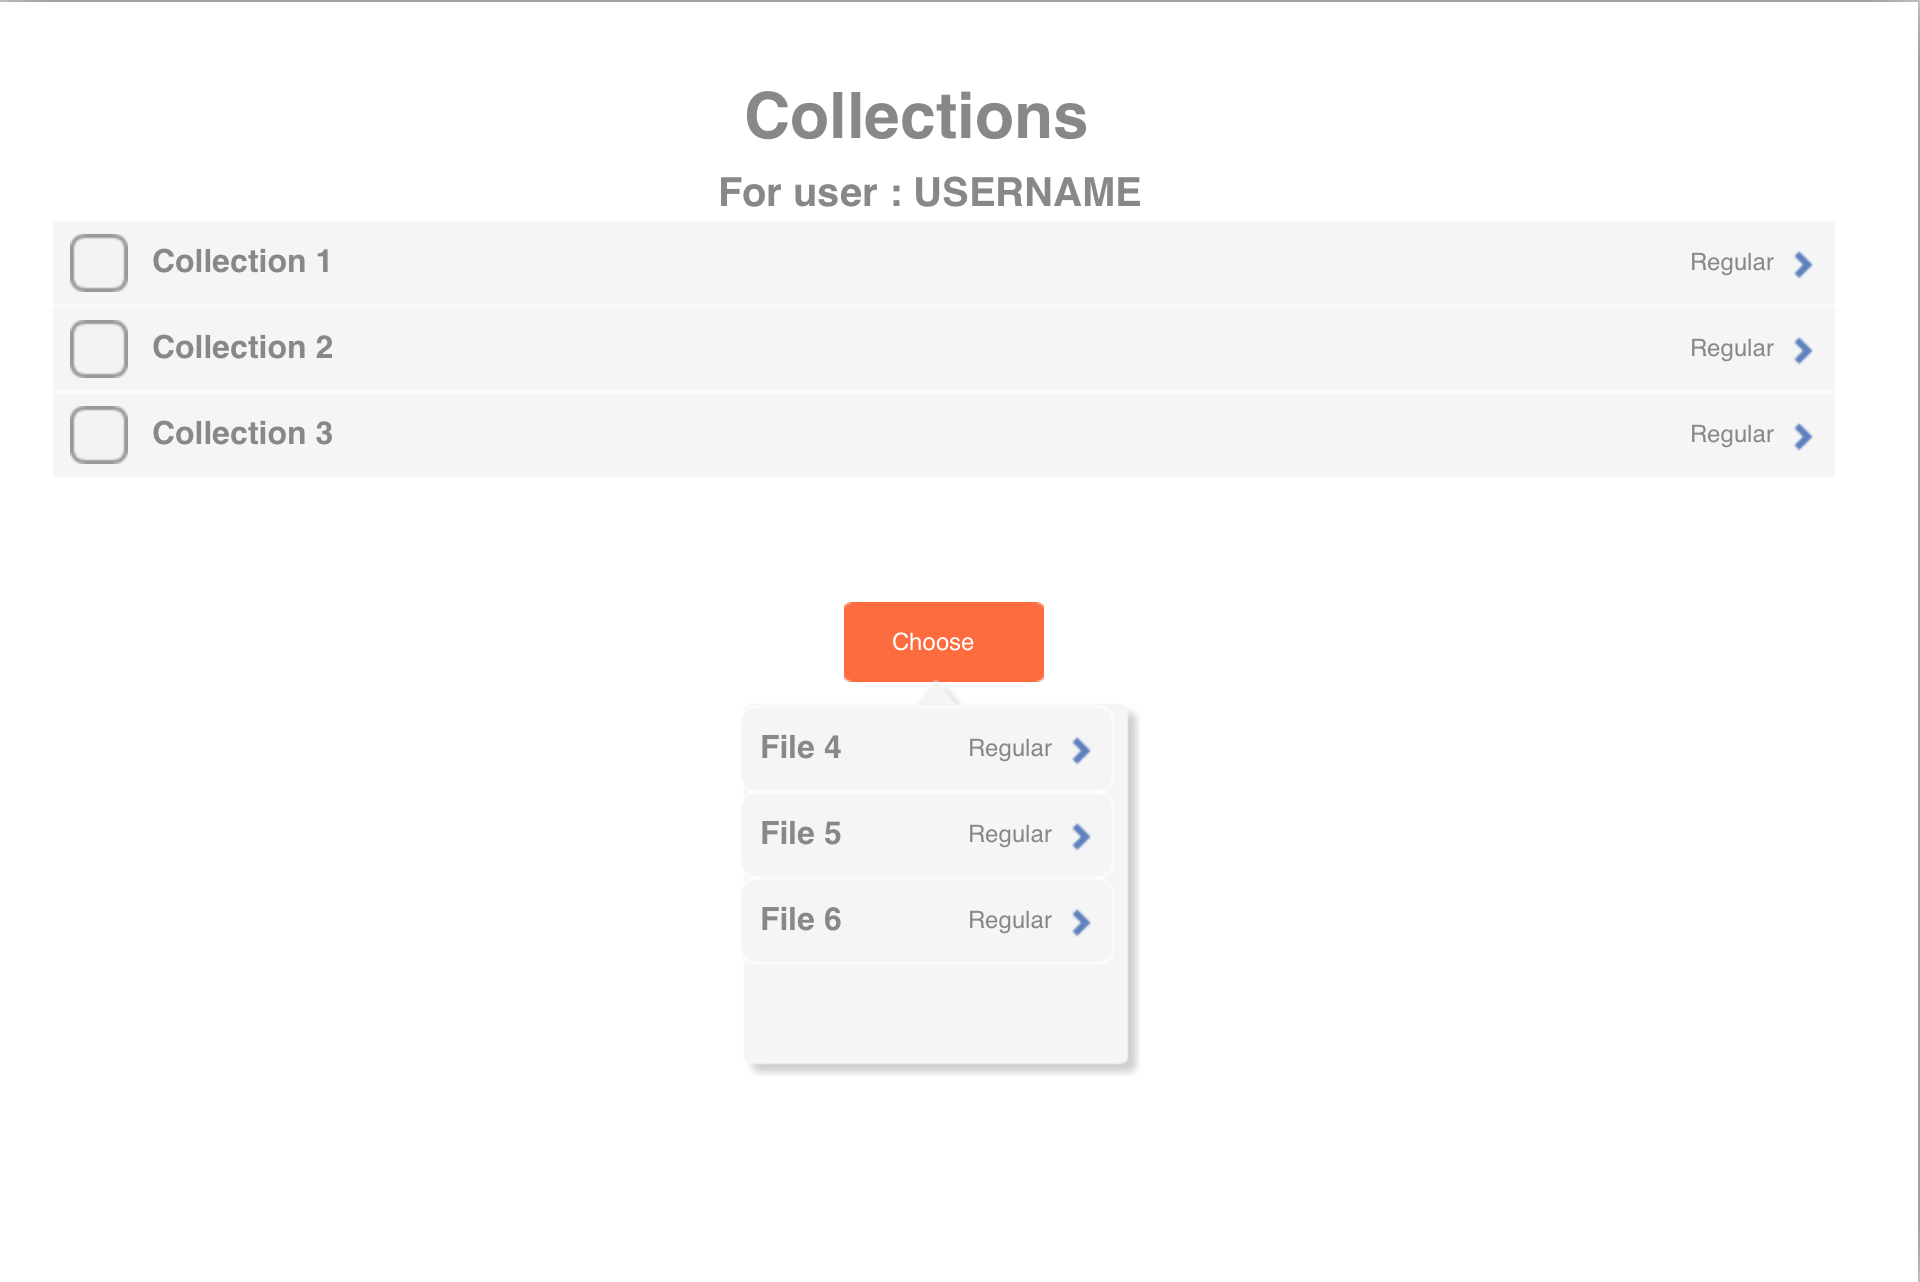 Collections
For user : USERNAME
Collection 1 Regular
Collection 2 Regular
Collection 3 Regular
Choose
File 4 Regular
File 5 Regular
File 6 Regular